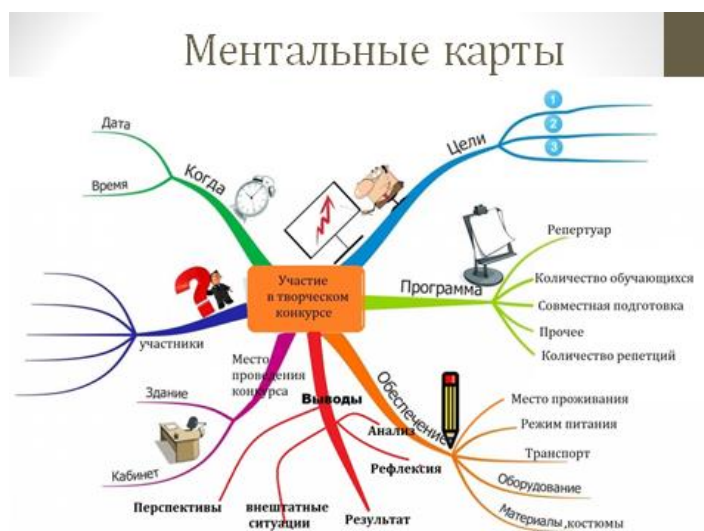 Ментальные карты
Дата
Время
Когда
Цели
1
2
3
Участие
в творческом
конкурсе
Программа
Репертуар
Количество обучающихся
Совместная подготовка
Прочее
Количество репетций
участники
Место
проведения
конкурса
Здание
Кабинет
Выводы
Анализ
Рефлексия
Перспективы
внештатные
ситуации
Результат
Обеспечение
Место проживания
Режим питания
Транспорт
Оборудование
Материалы,костюмы